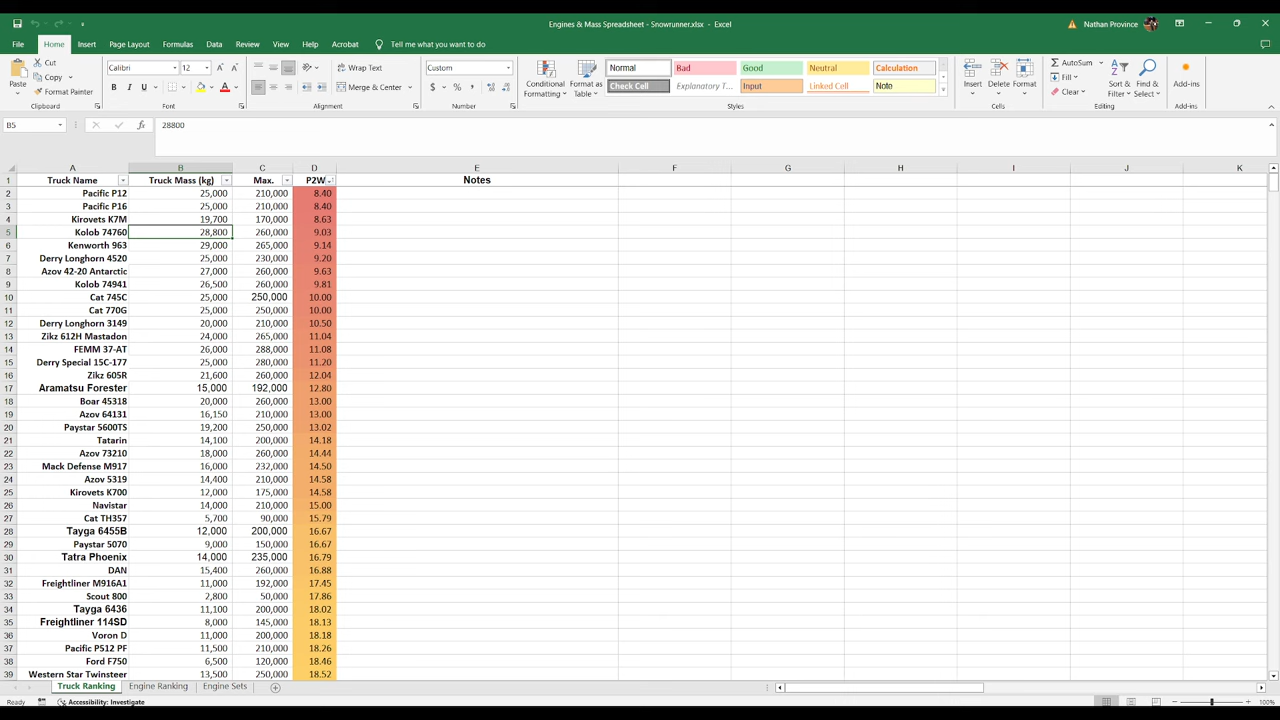 Engines & Mass Spreadsheet - Snowrunner.xlsx - Excel
Nathan Province
File Home Insert Page Layout Formulas Data Review View Help Acrobat Tell me what you want to do
Paste
Cut
Copy
Format Painter
Clipboard
Calibri 12
B I U
Font
Wrap Text
Merge & Center
Alignment
Custom
$ % ,
Number
Conditional Formatting
Format as Table
Normal Bad Good Neutral Calculation
Check Cell Explanatory T... Input Linked Cell Note
Styles
Insert Delete Format
Cells
AutoSum
Fill
Clear
Sort & Filter
Find & Select
Editing
Add-ins
Add-ins
B5 fx 28800
A B C D E F G H I J K
1 Truck Name Truck Mass (kg) Max. P2W Notes
2 Pacific P12 25,000 210,000 8.40
3 Pacific P16 25,000 210,000 8.40
4 Kirovets K7M 19,700 170,000 8.63
5 Kolob 74760 28,800 260,000 9.03
6 Kenworth 963 29,000 265,000 9.14
7 Derry Longhorn 4520 25,000 230,000 9.20
8 Azov 42-20 Antarctic 27,000 260,000 9.63
9 Kolob 74941 26,500 260,000 9.81
10 Cat 745C 25,000 250,000 10.00
11 Cat 770G 25,000 250,000 10.00
12 Derry Longhorn 3149 20,000 210,000 10.50
13 Zikz 612H Mastadon 24,000 265,000 11.04
14 FEMM 37-AT 26,000 288,000 11.08
15 Derry Special 15C-177 25,000 280,000 11.20
16 Zikz 605R 21,600 260,000 12.04
17 Aramatsu Forester 15,000 192,000 12.80
18 Boar 45318 20,000 260,000 13.00
19 Azov 64131 16,150 210,000 13.00
20 Paystar 5600TS 19,200 250,000 13.02
21 Tatarin 14,100 200,000 14.18
22 Azov 73210 18,000 260,000 14.44
23 Mack Defense M917 16,000 232,000 14.50
24 Azov 5319 14,400 210,000 14.58
25 Kirovets K700 12,000 175,000 14.58
26 Navistar 14,000 210,000 15.00
27 Cat TH357 5,700 90,000 15.79
28 Tayga 6455B 12,000 200,000 16.67
29 Paystar 5070 9,000 150,000 16.67
30 Tatra Phoenix 14,000 235,000 16.79
31 DAN 15,400 260,000 16.88
32 Freightliner M916A1 11,000 192,000 17.45
33 Scout 800 2,800 50,000 17.86
34 Tayga 6436 11,100 200,000 18.02
35 Freightliner 114SD 8,000 145,000 18.13
36 Voron D 11,000 200,000 18.18
37 Pacific P512 PF 11,500 210,000 18.26
38 Ford F750 6,500 120,000 18.46
39 Western Star Twinsteer 13,500 250,000 18.52
Truck Ranking Engine Ranking Engine Sets
Ready Accessibility: Investigate 100%